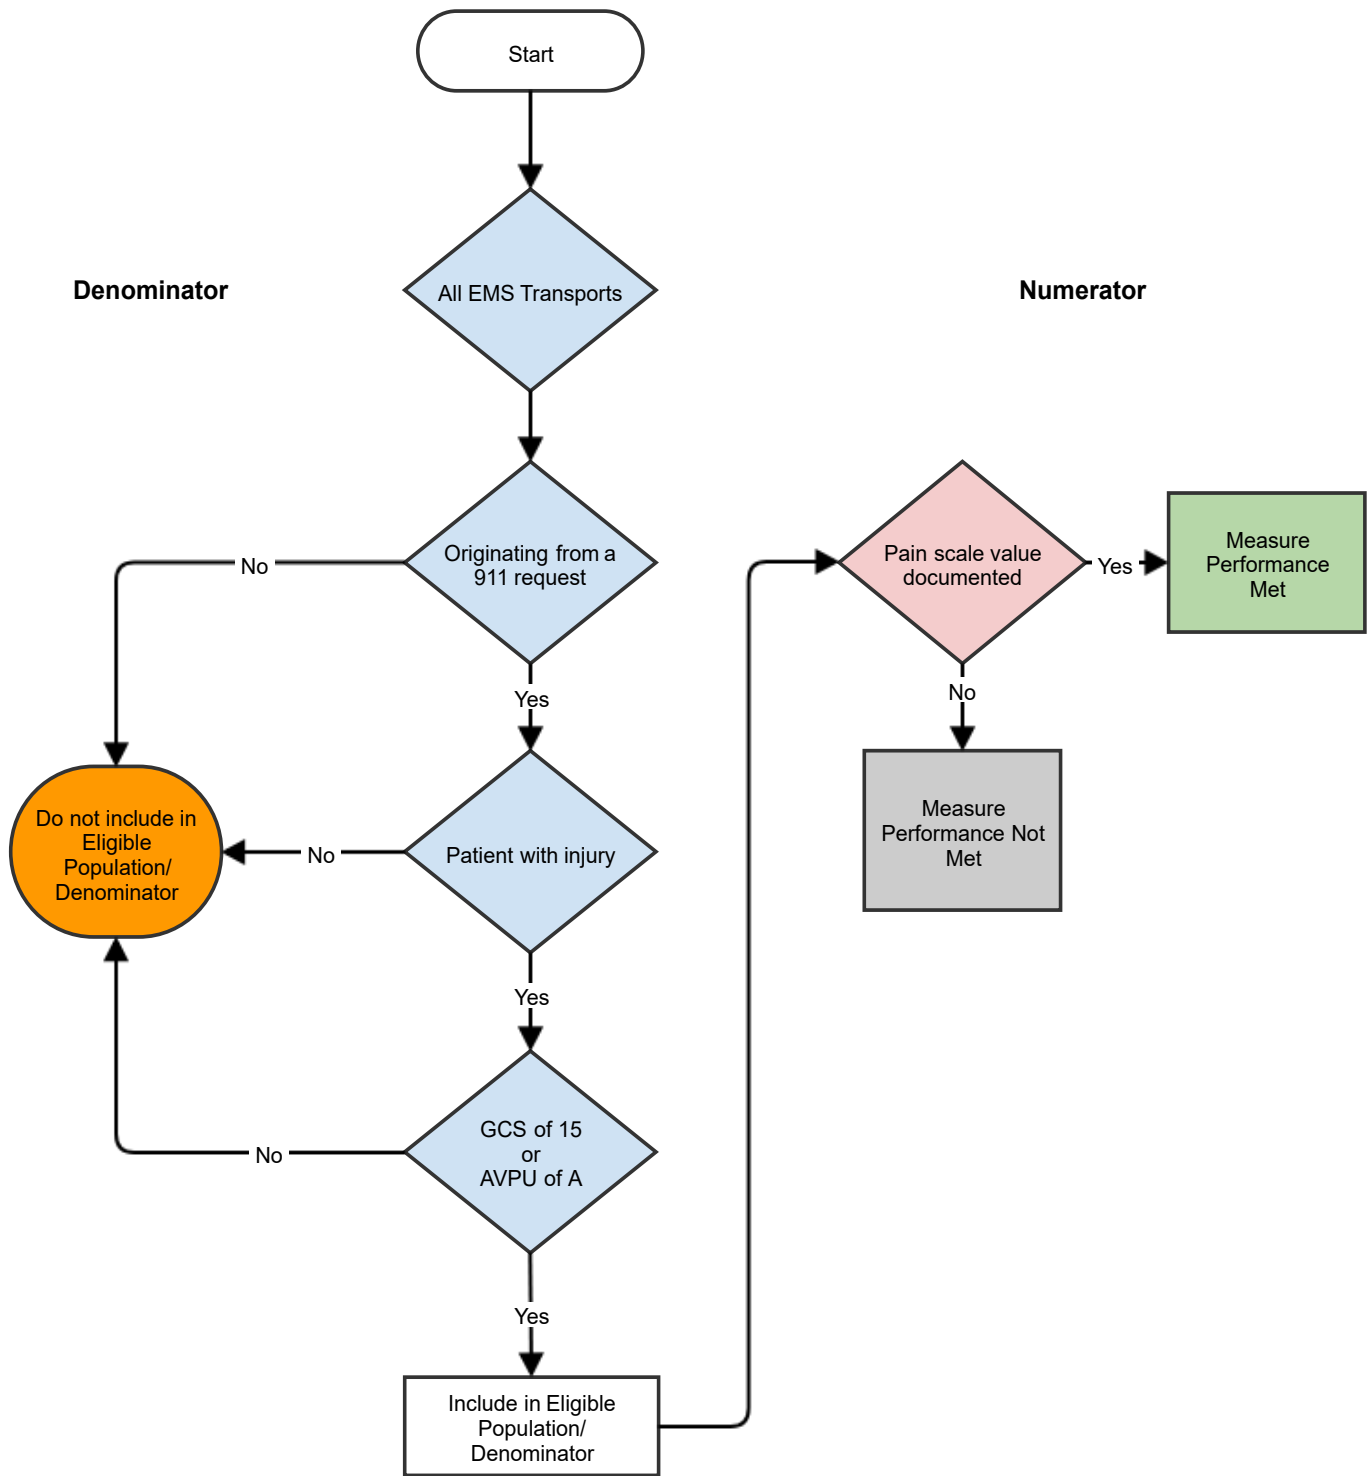 Start
Denominator
All EMS Transports
Numerator
Originating from a
911 request
No
Yes
Pain scale value
documented
Yes
Measure
Performance
Met
No
Measure
Performance Not
Met
Do not include in
Eligible
Population/
Denominator
No
Patient with injury
Yes
No
GCS of 15
or
AVPU of A
Yes
Include in Eligible
Population/
Denominator